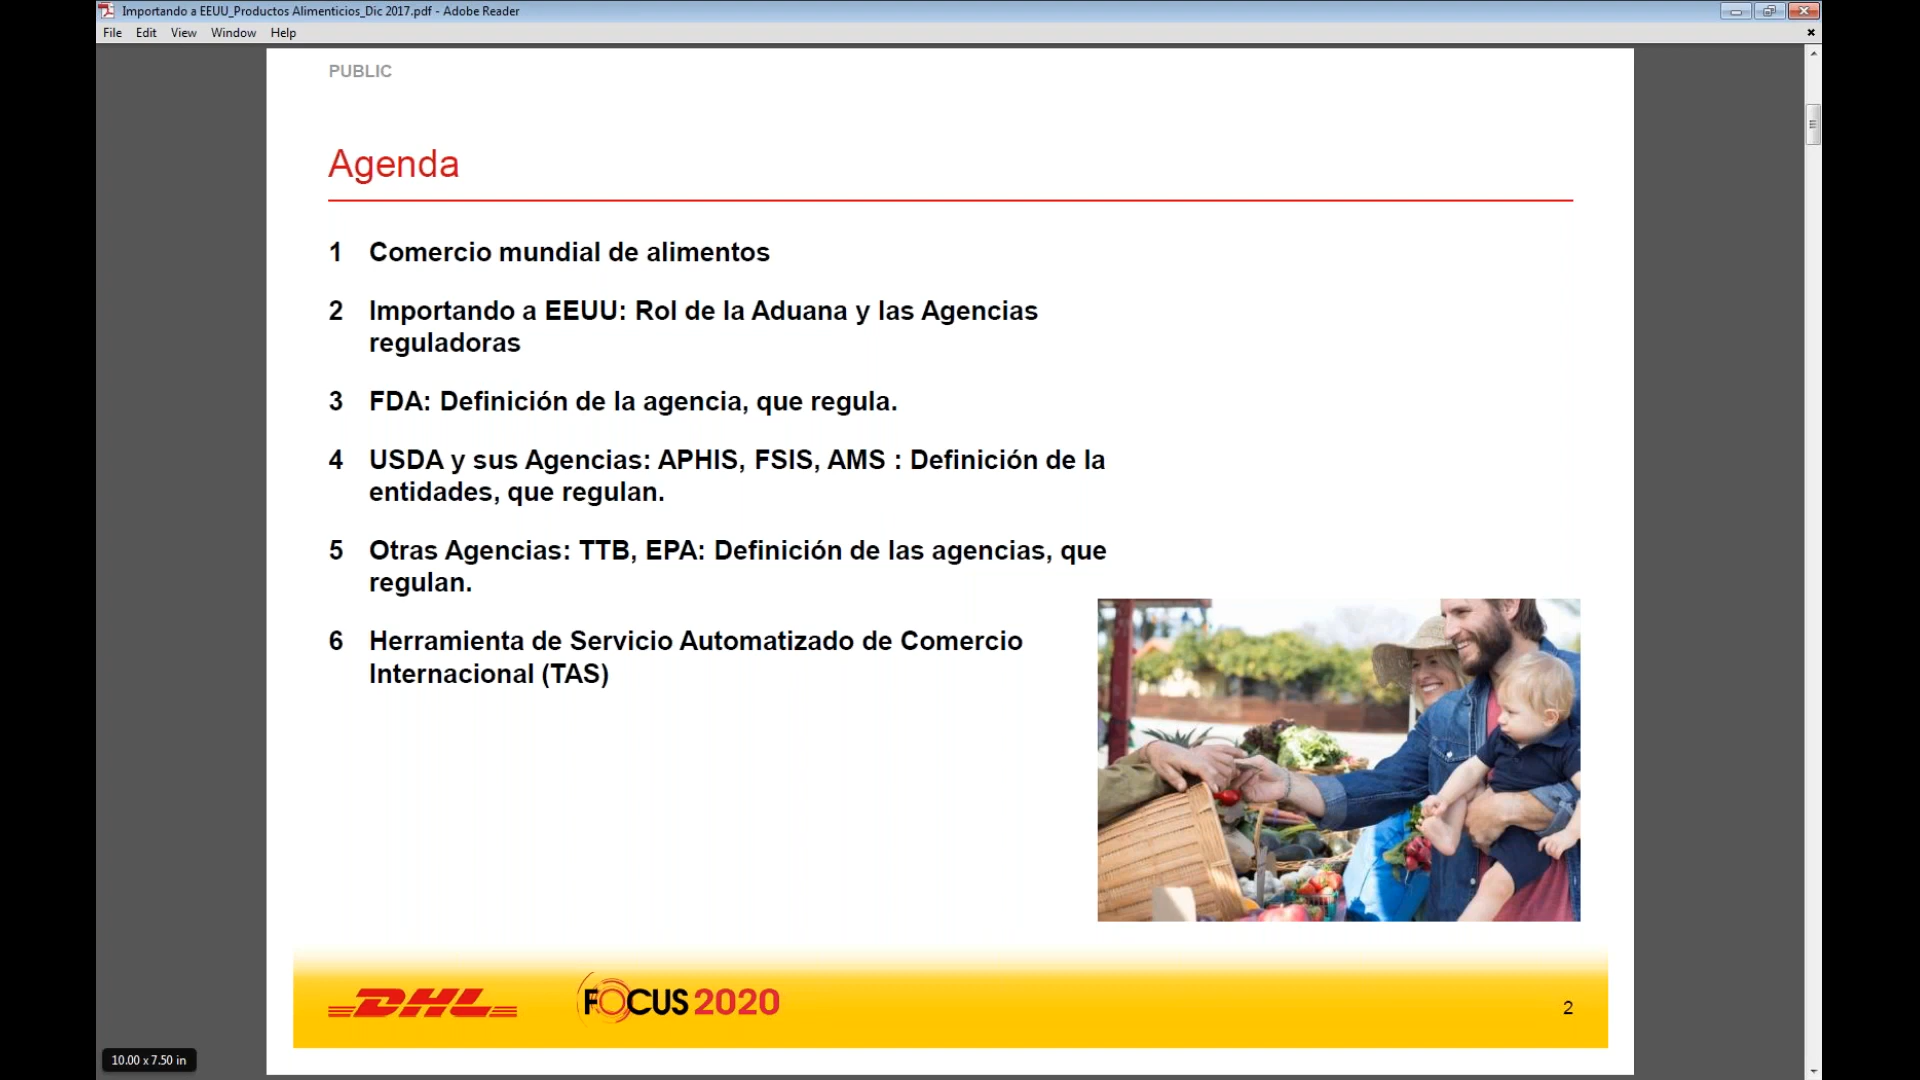 Importando a EEUU_Productos Alimenticios_Dic 2017.pdf - Adobe Reader
File Edit View Window Help
PUBLIC
Agenda
1 Comercio mundial de alimentos
2 Importando a EEUU: Rol de la Aduana y las Agencias
reguladoras
3 FDA: Definición de la agencia, que regula.
4 USDA y sus Agencias: APHIS, FSIS, AMS : Definición de la
entidades, que regulan.
5 Otras Agencias: TTB, EPA: Definición de las agencias, que
regulan.
6 Herramienta de Servicio Automatizado de Comercio
Internacional (TAS)
DHL FOCUS 2020 2
10.00 x 7.50 in